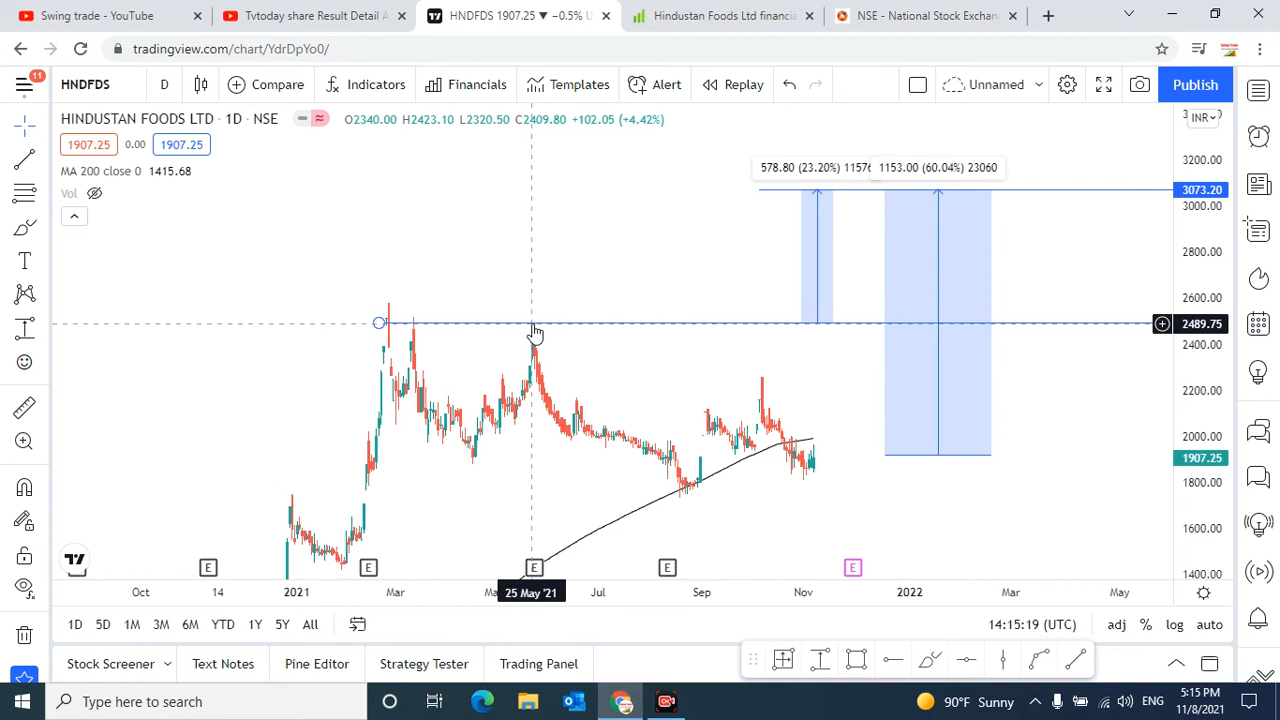 Swing trade - YouTube
Tvtoday share Result Detail A
HNDFDS 1907.25 ▼ −0.5% U
Hindustan Foods Ltd financia
NSE - National Stock Exchan
tradingview.com/chart/YdrDpYo0/
11
HNDFDS
D
Compare
Indicators
Financials
Templates
Alert
Replay
Unnamed
Publish
HINDUSTAN FOODS LTD · 1D · NSE
O2340.00 H2423.10 L2320.50 C2409.80 +102.05 (+4.42%)
INR
1907.25 0.00 1907.25
MA 200 close 0 1415.68
Vol
578.80 (23.20%) 1157
1153.00 (60.04%) 23060
3200.00
3073.20
3000.00
2800.00
2600.00
2489.75
2400.00
2200.00
2000.00
1907.25
1800.00
1600.00
1400.00
E E E E E
Oct 14 2021 Mar 25 May '21 Jul Sep Nov 2022 Mar May
1D 5D 1M 3M 6M YTD 1Y 5Y All
14:15:19 (UTC)
adj % log auto
Stock Screener
Text Notes
Pine Editor
Strategy Tester
Trading Panel
Type here to search
90°F Sunny
ENG
5:15 PM
11/8/2021